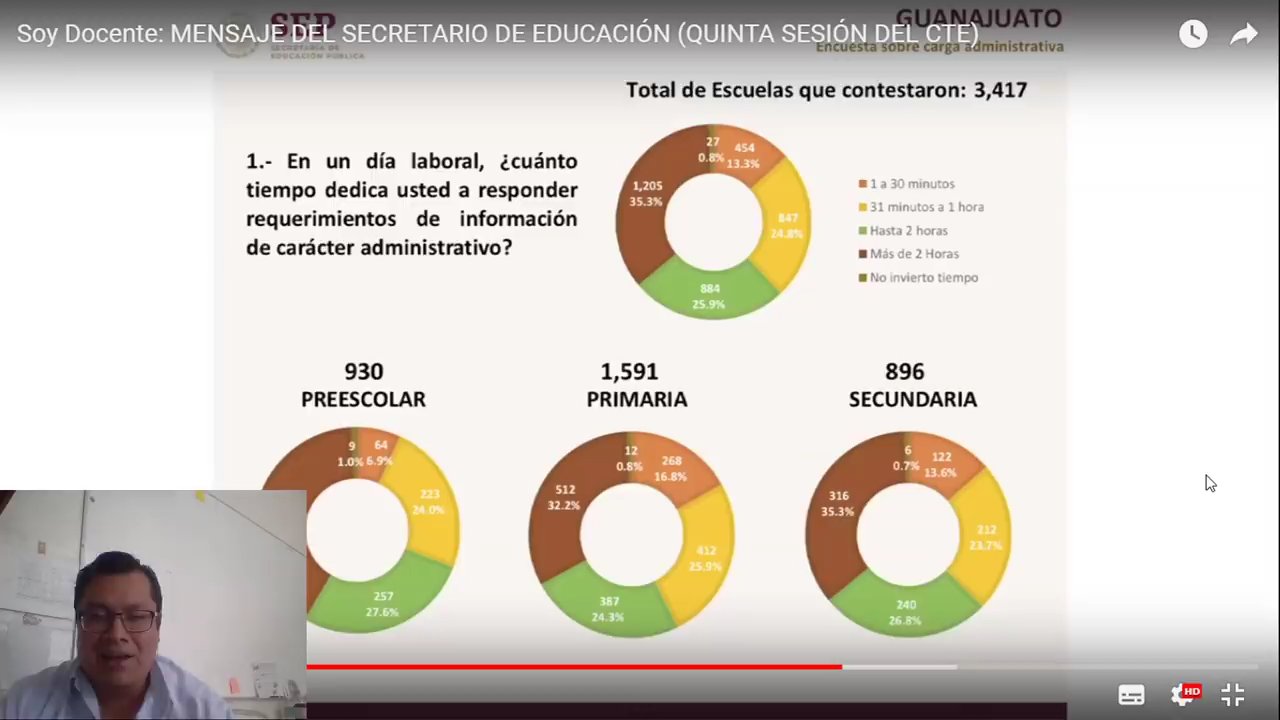 Soy Docente: MENSAJE DEL SECRETARIO DE EDUCACIÓN (QUINTA SESIÓN DEL CTE)
SEP
SECRETARÍA DE
EDUCACIÓN PÚBLICA
GUANAJUATO
Encuesta sobre carga administrativa
Total de Escuelas que contestaron: 3,417
1.- En un día laboral, ¿cuánto
tiempo dedica usted a responder
requerimientos de información
de carácter administrativo?
27
0.8%
454
13.3%
847
24.8%
884
25.9%
1,205
35.3%
1 a 30 minutos
31 minutos a 1 hora
Hasta 2 horas
Más de 2 Horas
No invierto tiempo
930
PREESCOLAR
9
1.0%
64
6.9%
223
24.0%
257
27.6%
1,591
PRIMARIA
12
0.8%
268
16.8%
412
25.9%
387
24.3%
512
32.2%
896
SECUNDARIA
6
0.7%
122
13.6%
212
23.7%
240
26.8%
316
35.3%
HD